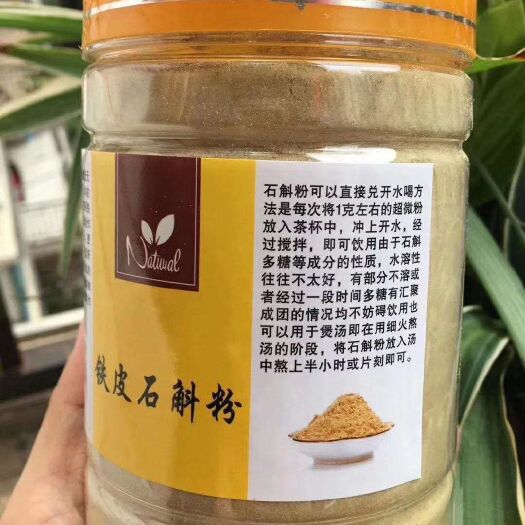 石斛粉可以直接兑开水喝方
法是每次将1克左右的超微粉
放入茶杯中，冲上开水，经
过搅拌，即可饮用由于石斛
多糖等成分的性质，水溶性
往往不太好，有部分不溶或
者经过一段时间多糖有汇聚
成团的情况均不妨碍饮用也
可以用于煲汤即在用细火熬
汤的阶段，将石斛粉放入汤
中熬上半小时或片刻即可。
Natiwal
铁皮石斛粉